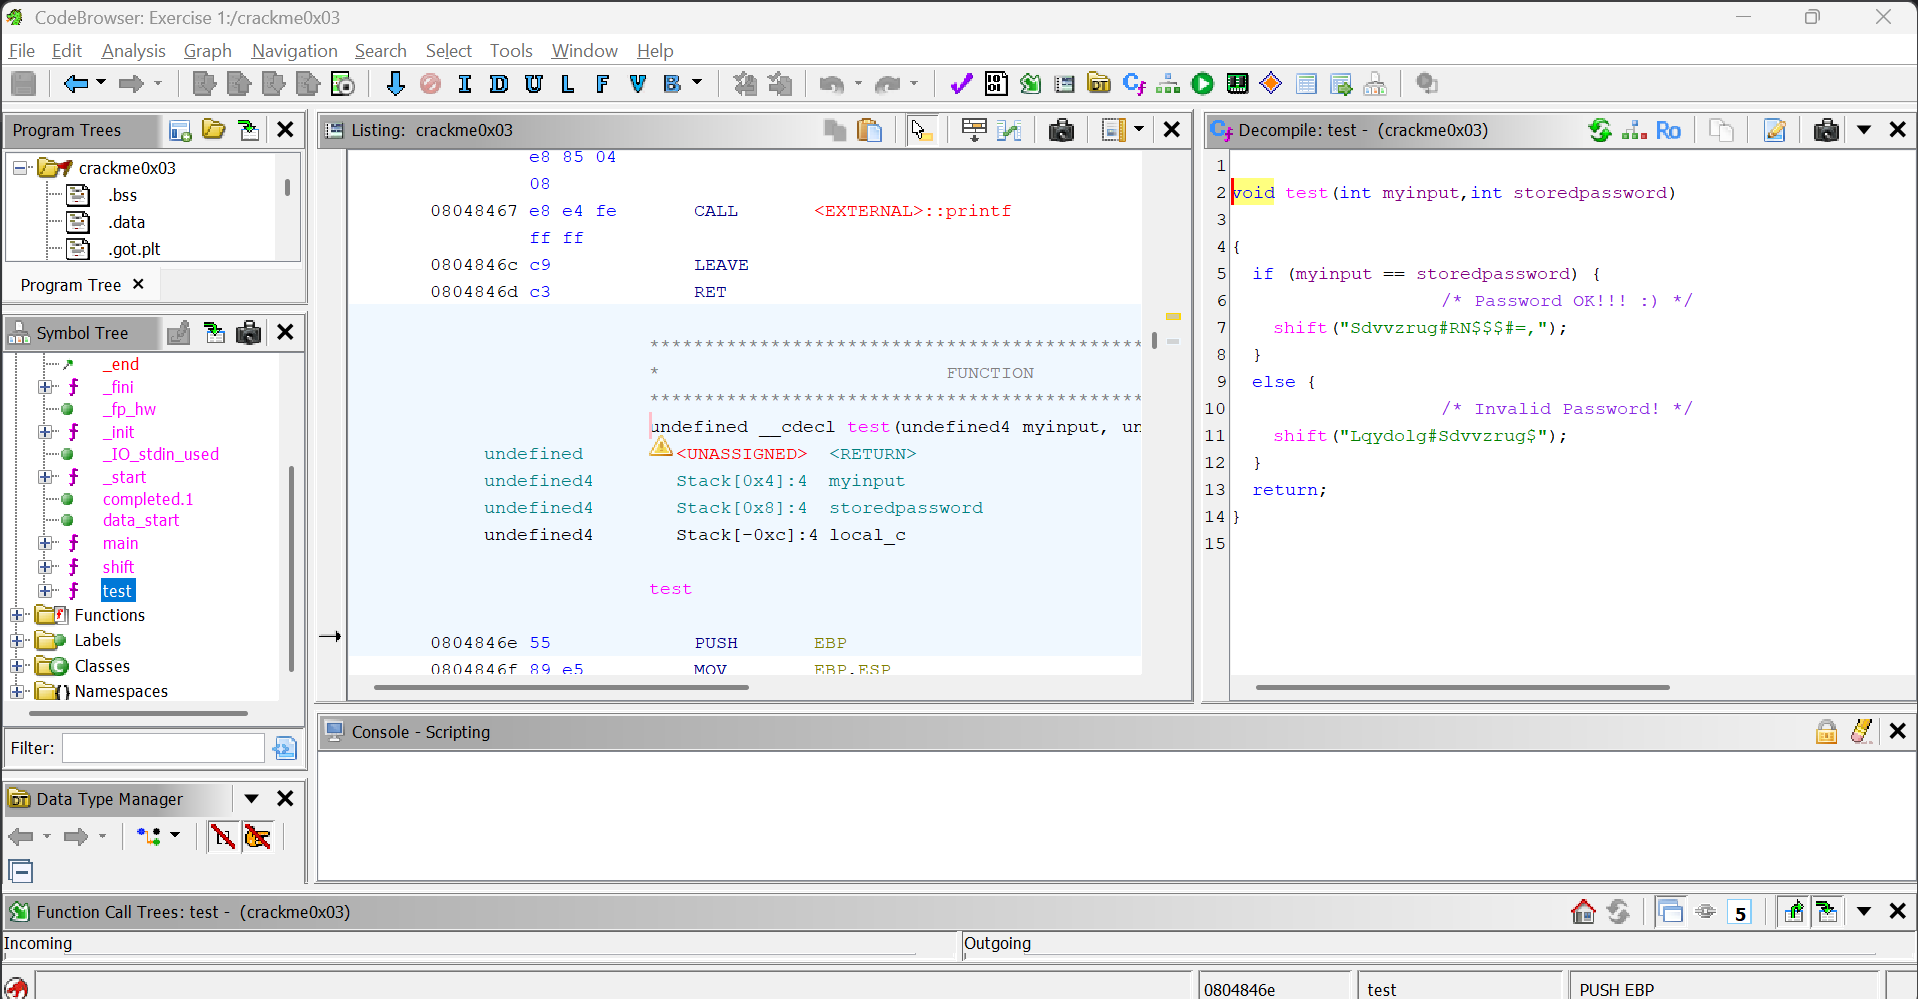 CodeBrowser: Exercise 1:/crackme0x03
File Edit Analysis Graph Navigation Search Select Tools Window Help
I D U L F V B
Program Trees
crackme0x03
.bss
.data
.got.plt
Program Tree
Symbol Tree
_end
_fini
_fp_hw
_init
_IO_stdin_used
_start
completed.1
data_start
main
shift
test
Functions
Labels
Classes
Namespaces
Filter:
Data Type Manager
Listing: crackme0x03
e8 85 04
08
08048467 e8 e4 fe CALL <EXTERNAL>::printf
ff ff
0804846c c9 LEAVE
0804846d c3 RET
*********************************************
* FUNCTION
*********************************************
undefined __cdecl test(undefined4 myinput, un
undefined <UNASSIGNED> <RETURN>
undefined4 Stack[0x4]:4 myinput
undefined4 Stack[0x8]:4 storedpassword
undefined4 Stack[-0xc]:4 local_c
test
0804846e 55 PUSH EBP
0804846f 89 e5 MOV EBP,ESP
Decompile: test - (crackme0x03)
1
2 void test(int myinput,int storedpassword)
3
4 {
5 if (myinput == storedpassword) {
6 /* Password OK!!! :) */
7 shift("Sdvvzrug#RN$$$#=,");
8 }
9 else {
10 /* Invalid Password! */
11 shift("Lqydolg#Sdvvzrug$");
12 }
13 return;
14 }
15
Console - Scripting
Function Call Trees: test - (crackme0x03)
5
Incoming
Outgoing
0804846e test PUSH EBP